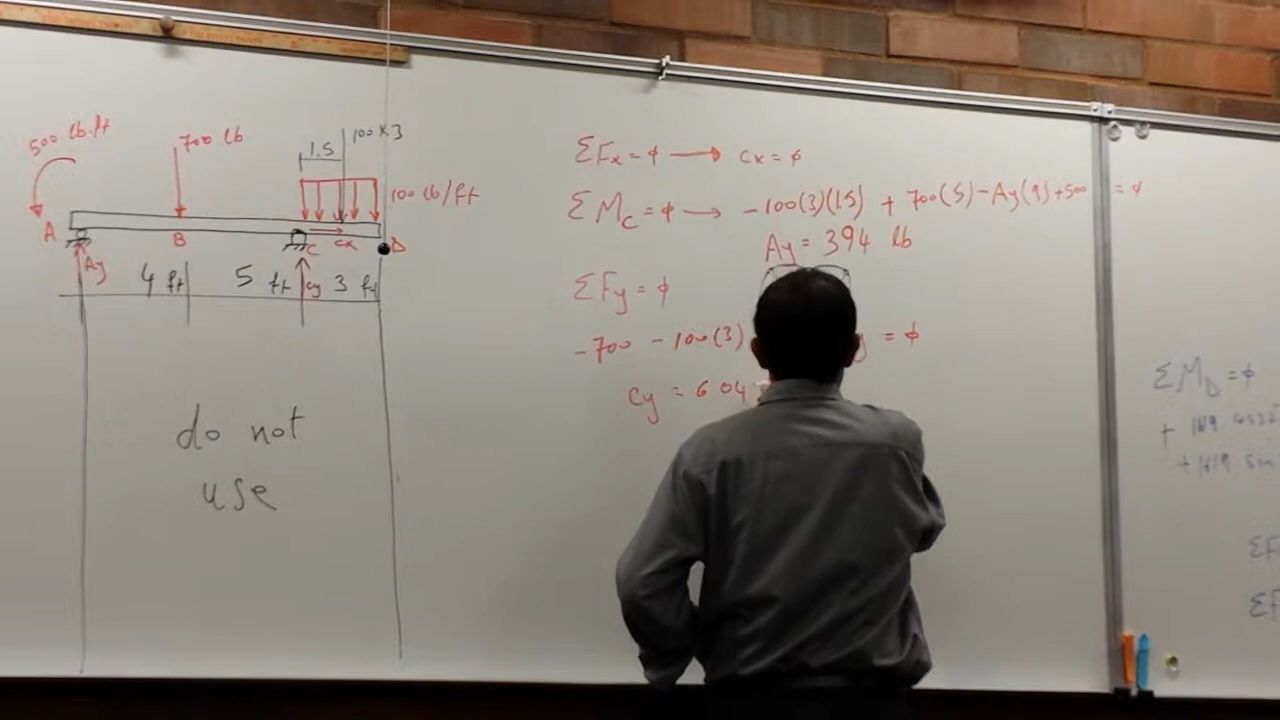 500 lb.ft
700 lb
1.5
100 x 3
100 lb/ft
A
B
C
Cx
D
Ay
4 ft
5 ft
Cy
3 ft
do not
use
ΣFx = ϕ → Cx = ϕ
ΣMC = ϕ → -100(3)(1.5) + 700(5) - Ay(9) + 500 = ϕ
Ay = 394 lb
ΣFy = ϕ
-700 - 100(3) y = ϕ
Cy = 604
ΣMD = ϕ